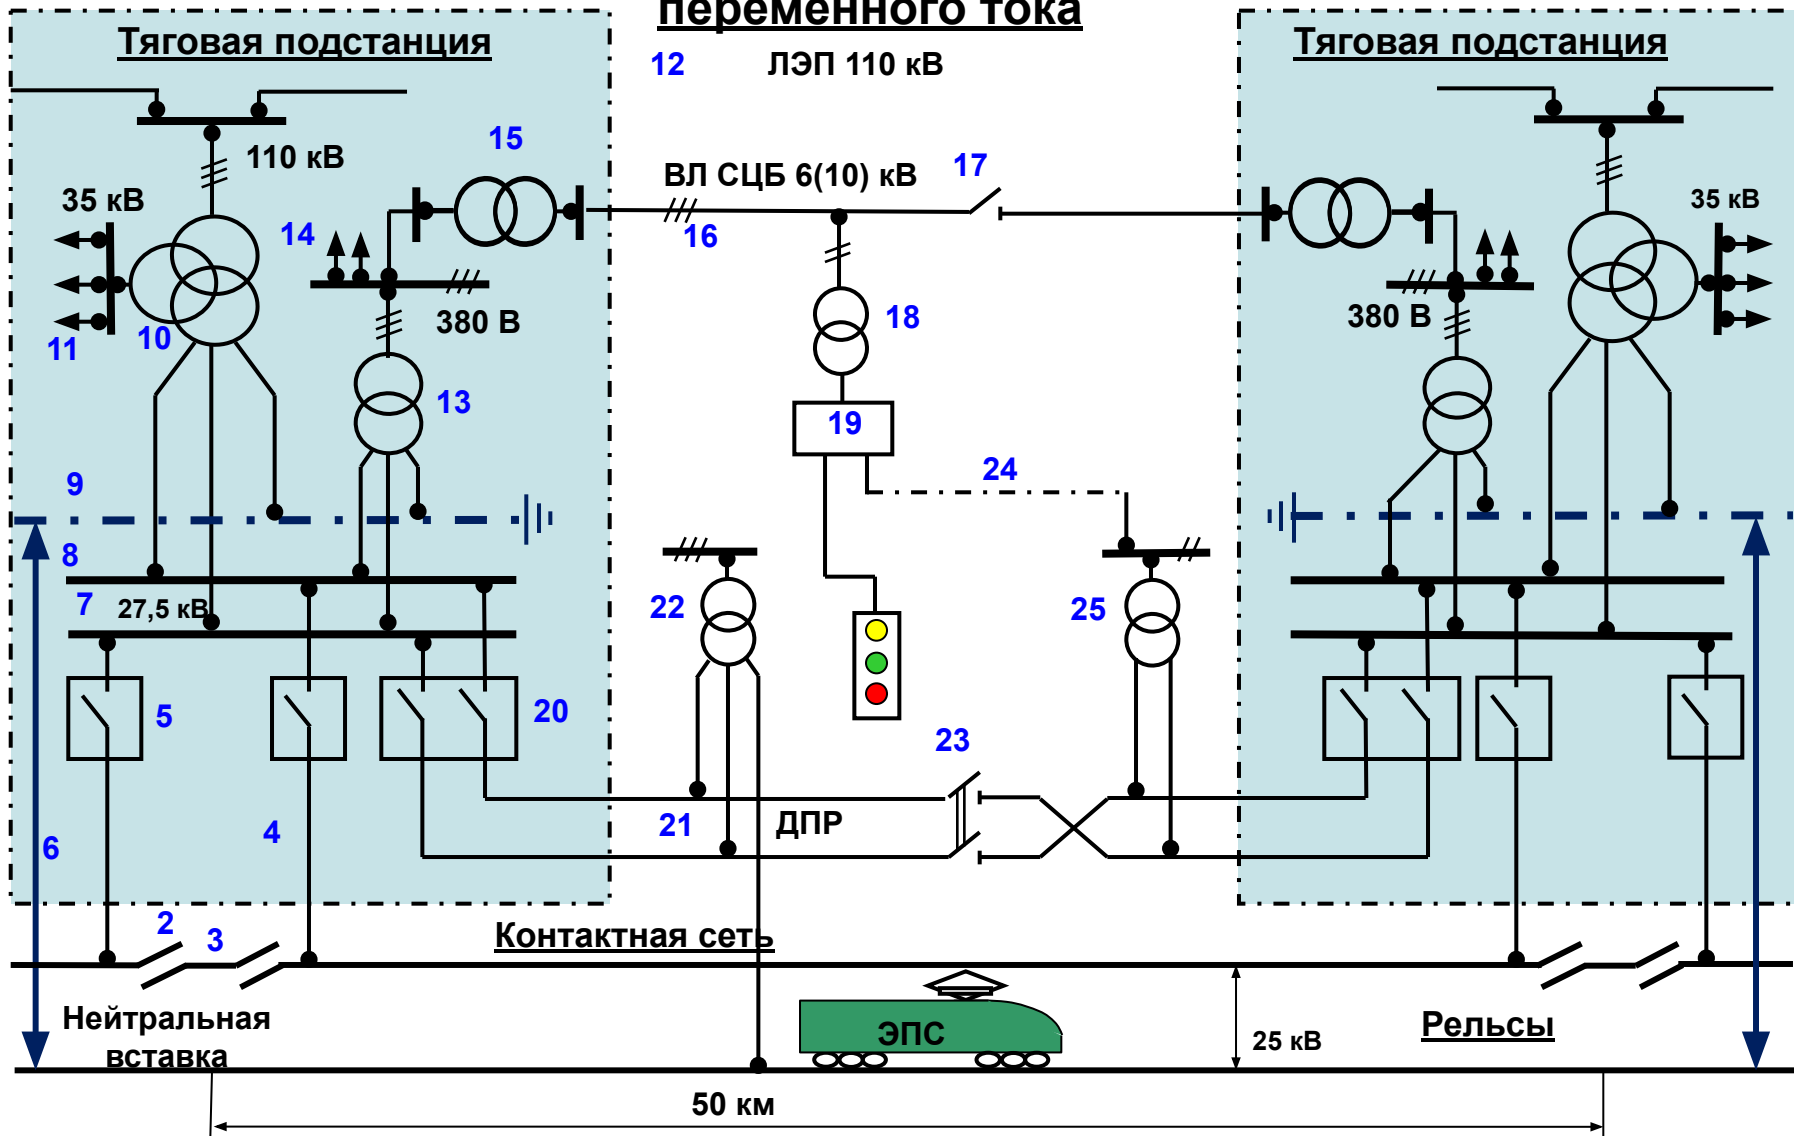 переменного тока
Тяговая подстанция
Тяговая подстанция
12 ЛЭП 110 кВ
15
110 кВ
ВЛ СЦБ 6(10) кВ
17
35 кВ
35 кВ
14
16
380 В
18
380 В
11
10
13
19
9
24
8
7
27,5 кВ
22
25
5
20
23
4
21
ДПР
6
2
3
Контактная сеть
Нейтральная
вставка
ЭПС
25 кВ
Рельсы
50 км